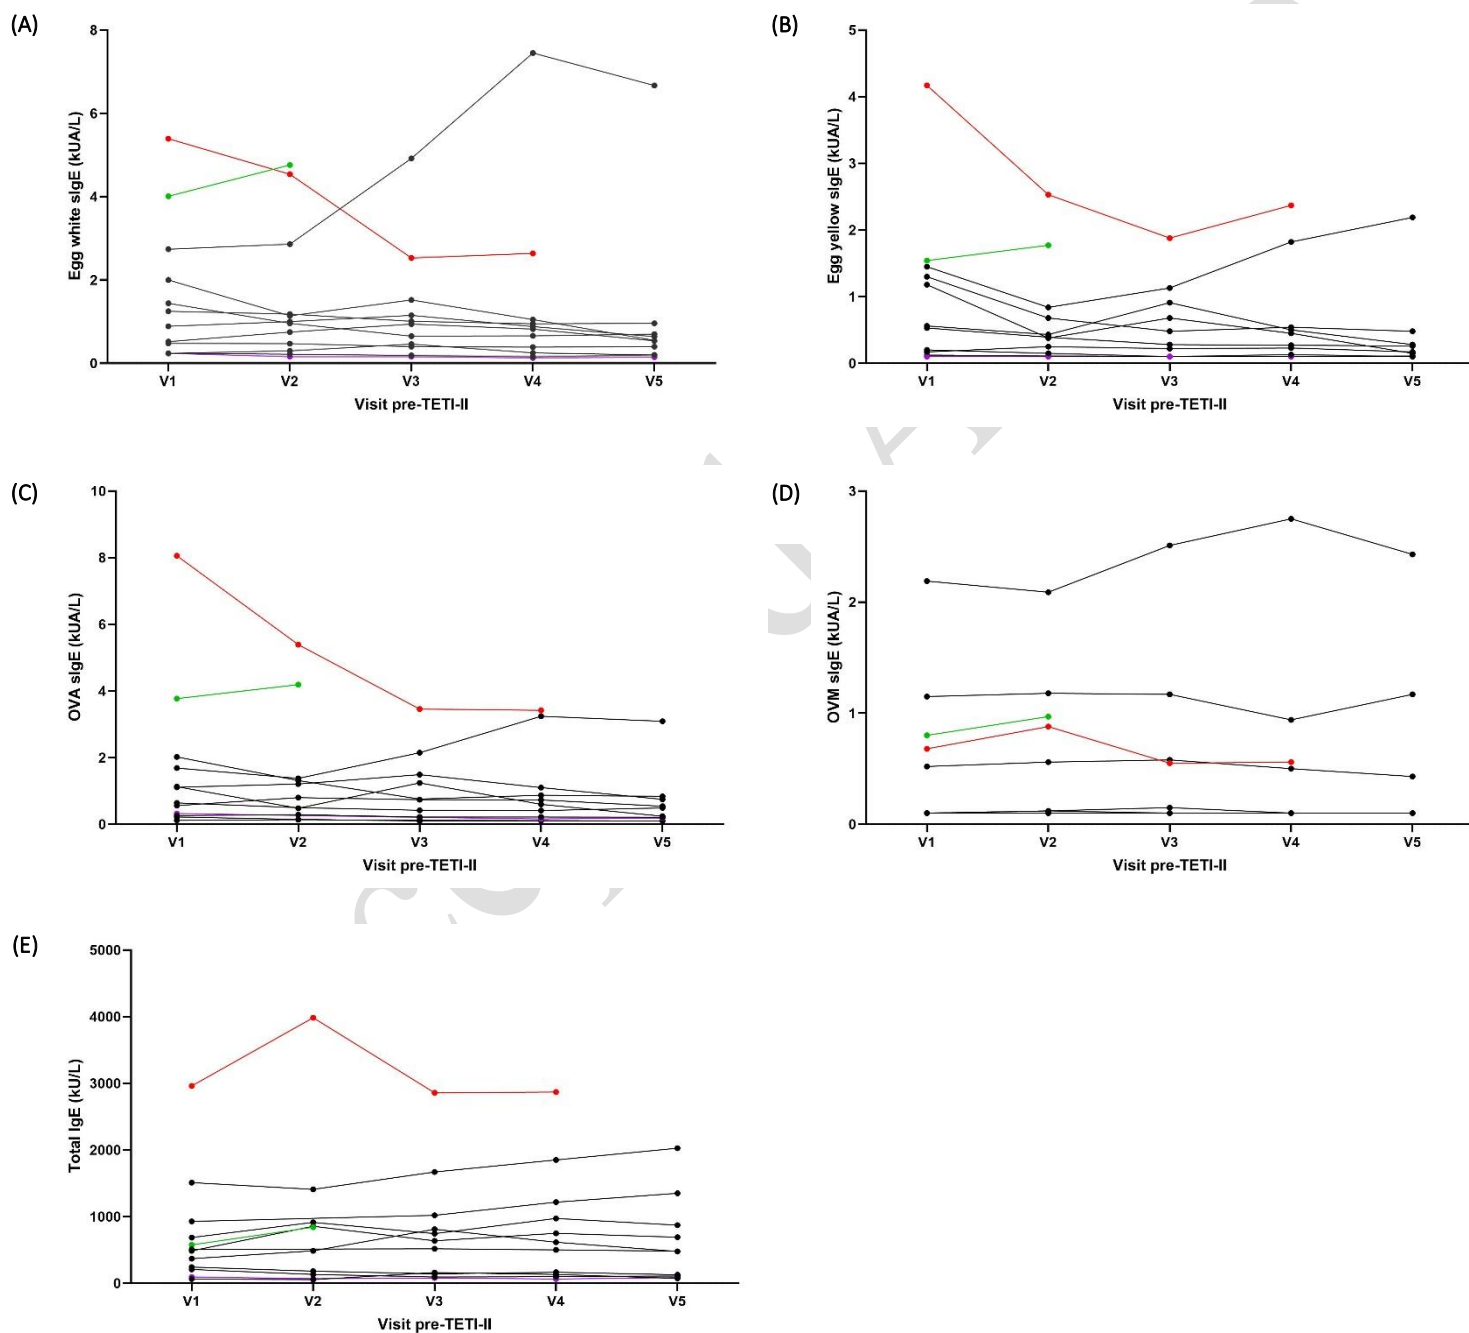 (A)
8
6
4
2
0
Egg white sIgE (kUA/L)
V1 V2 V3 V4 V5
Visit pre-TETI-II
(B)
5
4
3
2
1
0
Egg yellow sIgE (kUA/L)
V1 V2 V3 V4 V5
Visit pre-TETI-II
(C)
10
8
6
4
2
0
OVA sIgE (kUA/L)
V1 V2 V3 V4 V5
Visit pre-TETI-II
(D)
3
2
1
0
OVM sIgE (kUA/L)
V1 V2 V3 V4 V5
Visit pre-TETI-II
(E)
5000
4000
3000
2000
1000
0
Total IgE (kU/L)
V1 V2 V3 V4 V5
Visit pre-TETI-II